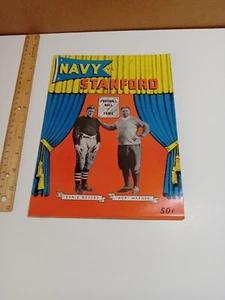 NAVY
VS
STANFORD
FOOTBALL
HALL
OF
FAME
ERNIE NEVERS
"POP" WARNER
50¢